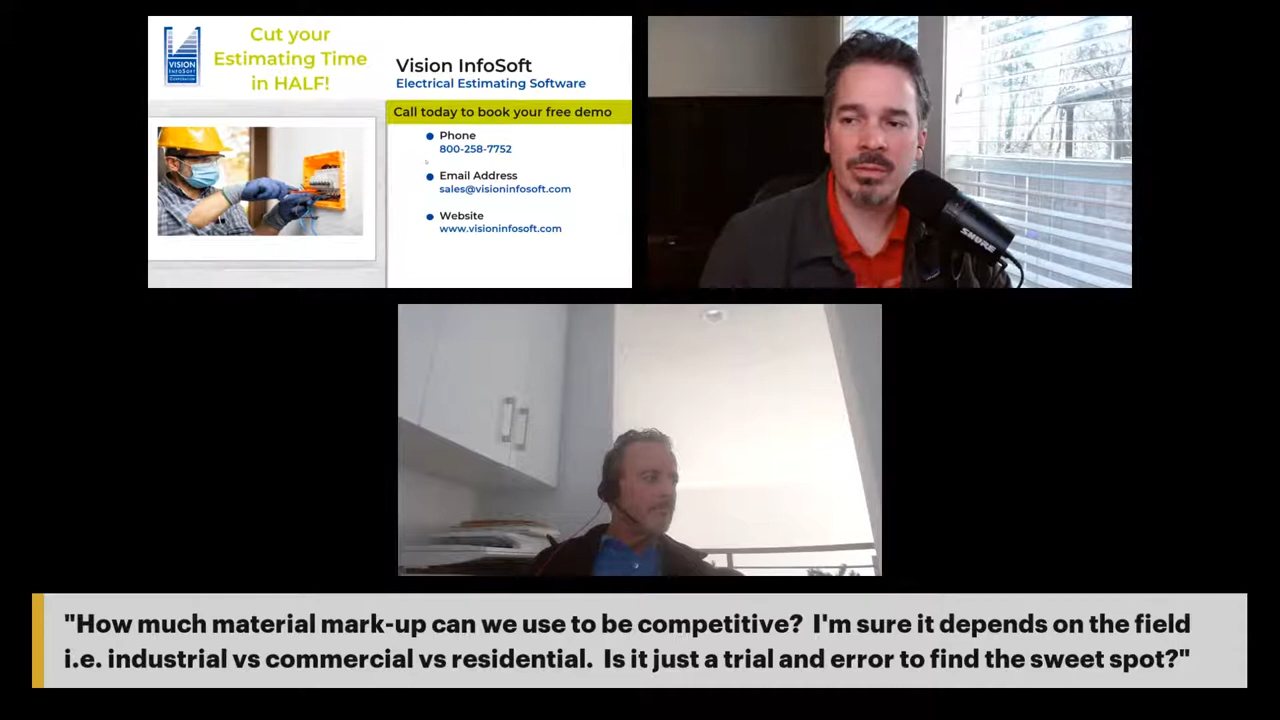 Cut your
Estimating Time
in HALF!
VISION
INFOSOFT
CORPORATION
Vision InfoSoft
Electrical Estimating Software
Call today to book your free demo
Phone
800-258-7752
Email Address
sales@visioninfosoft.com
Website
www.visioninfosoft.com
SHURE
"How much material mark-up can we use to be competitive? I'm sure it depends on the field
i.e. industrial vs commercial vs residential. Is it just a trial and error to find the sweet spot?"